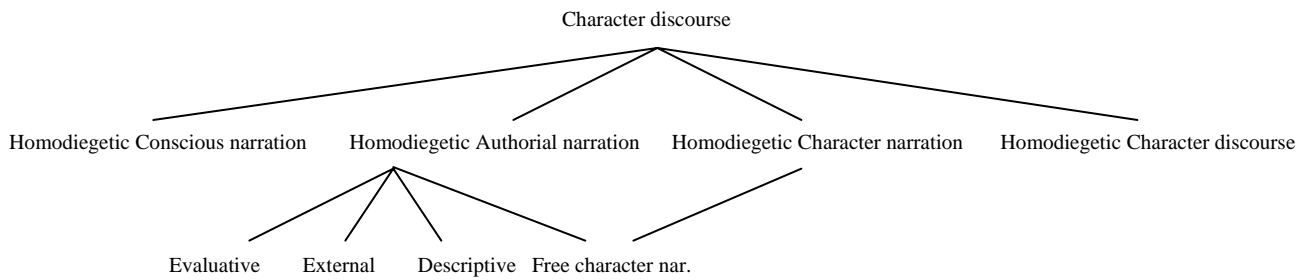 Character discourse
Homodiegetic Conscious narration Homodiegetic Authorial narration Homodiegetic Character narration Homodiegetic Character discourse
Evaluative External Descriptive Free character nar.